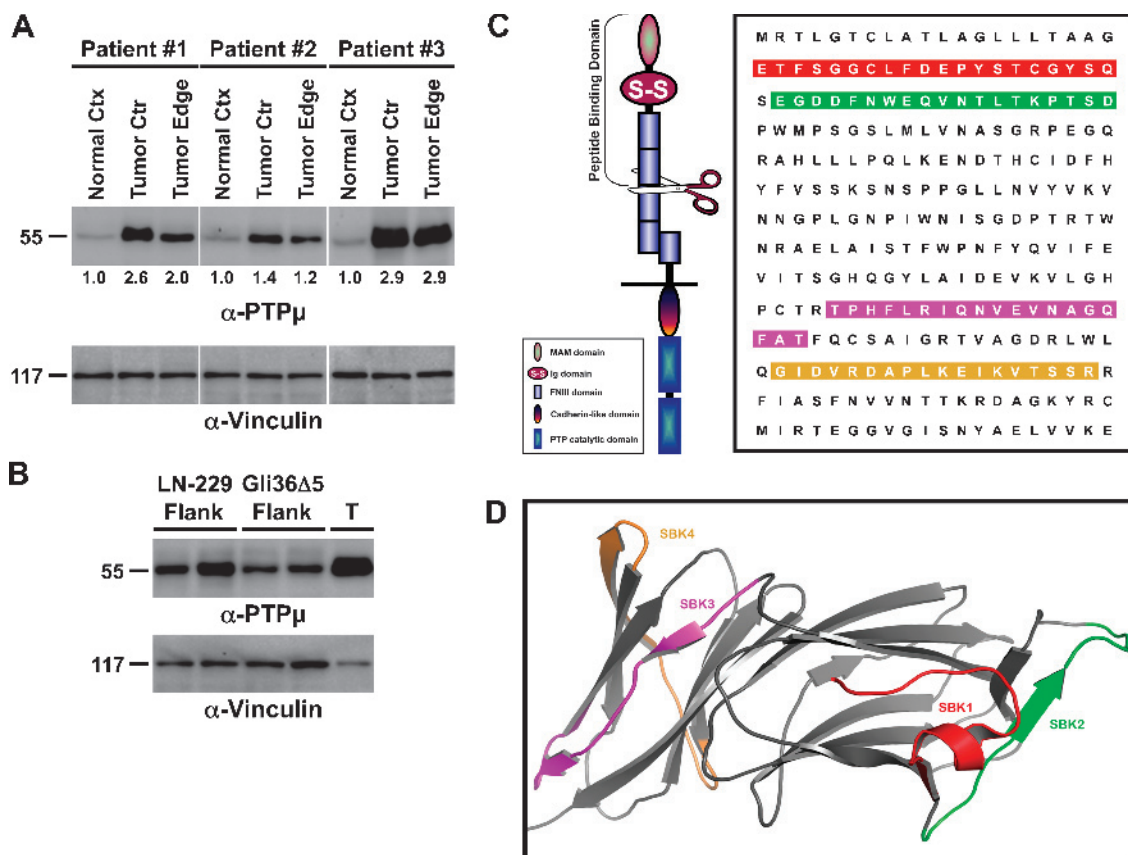 A
Patient #1 Patient #2 Patient #3
Normal Ctx Tumor Ctr Tumor Edge Normal Ctx Tumor Ctr Tumor Edge Normal Ctx Tumor Ctr Tumor Edge
55
1.0 2.6 2.0 1.0 1.4 1.2 1.0 2.9 2.9
α-PTPμ
117
α-Vinculin
B
LN-229 Gli36Δ5
Flank Flank T
55
α-PTPμ
117
α-Vinculin
C
Peptide Binding Domain
S-S
MAM domain
S-S Ig domain
FNIII domain
Cadherin-like domain
PTP catalytic domain
M R T L G T C L A T L A G L L L T A A G
E T F S G G C L F D E P Y S T C G Y S Q
S E G D D F N W E Q V N T L T K P T S D
P W M P S G S L M L V N A S G R P E G Q
R A H L L L P Q L K E N D T H C I D F H
Y F V S S K S N S P P G L L N V Y V K V
N N G P L G N P I W N I S G D P T R T W
N R A E L A I S T F W P N F Y Q V I F E
V I T S G H Q G Y L A I D E V K V L G H
P C T R T P H F L R I Q N V E V N A G Q
F A T F Q C S A I G R T V A G D R L W L
Q G I D V R D A P L K E I K V T S S R R
F I A S F N V V N T T K R D A G K Y R C
M I R T E G G V G I S N Y A E L V V K E
D
SBK4
SBK3
SBK1
SBK2